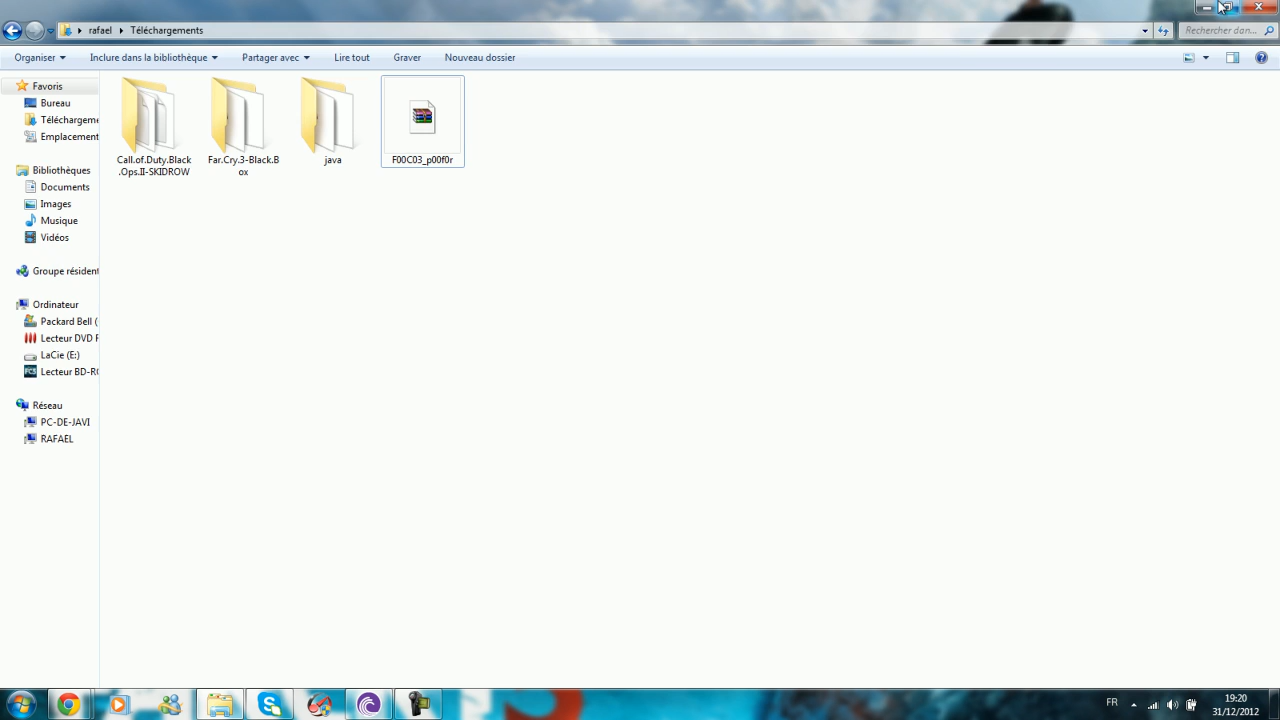 rafael Téléchargements
Rechercher dan...
Organiser Inclure dans la bibliothèque Partager avec Lire tout Graver Nouveau dossier
Favoris
Bureau
Téléchargeme
Emplacement
Bibliothèques
Documents
Images
Musique
Vidéos
Groupe résident
Ordinateur
Packard Bell (
Lecteur DVD R
LaCie (E:)
FC3 Lecteur BD-RO
Réseau
PC-DE-JAVI
RAFAEL
Call.of.Duty.Black
.Ops.II-SKIDROW
Far.Cry.3-Black.B
ox
java
F00C03_p00f0r
FR
19:20
31/12/2012